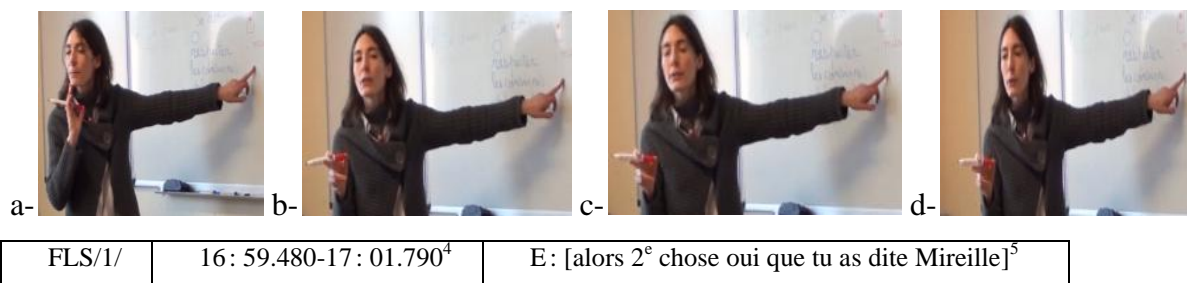 a- b- c- d-
FLS/1/ 16: 59.480-17: 01.790⁴ E: [alors 2ᵉ chose oui que tu as dite Mireille]⁵